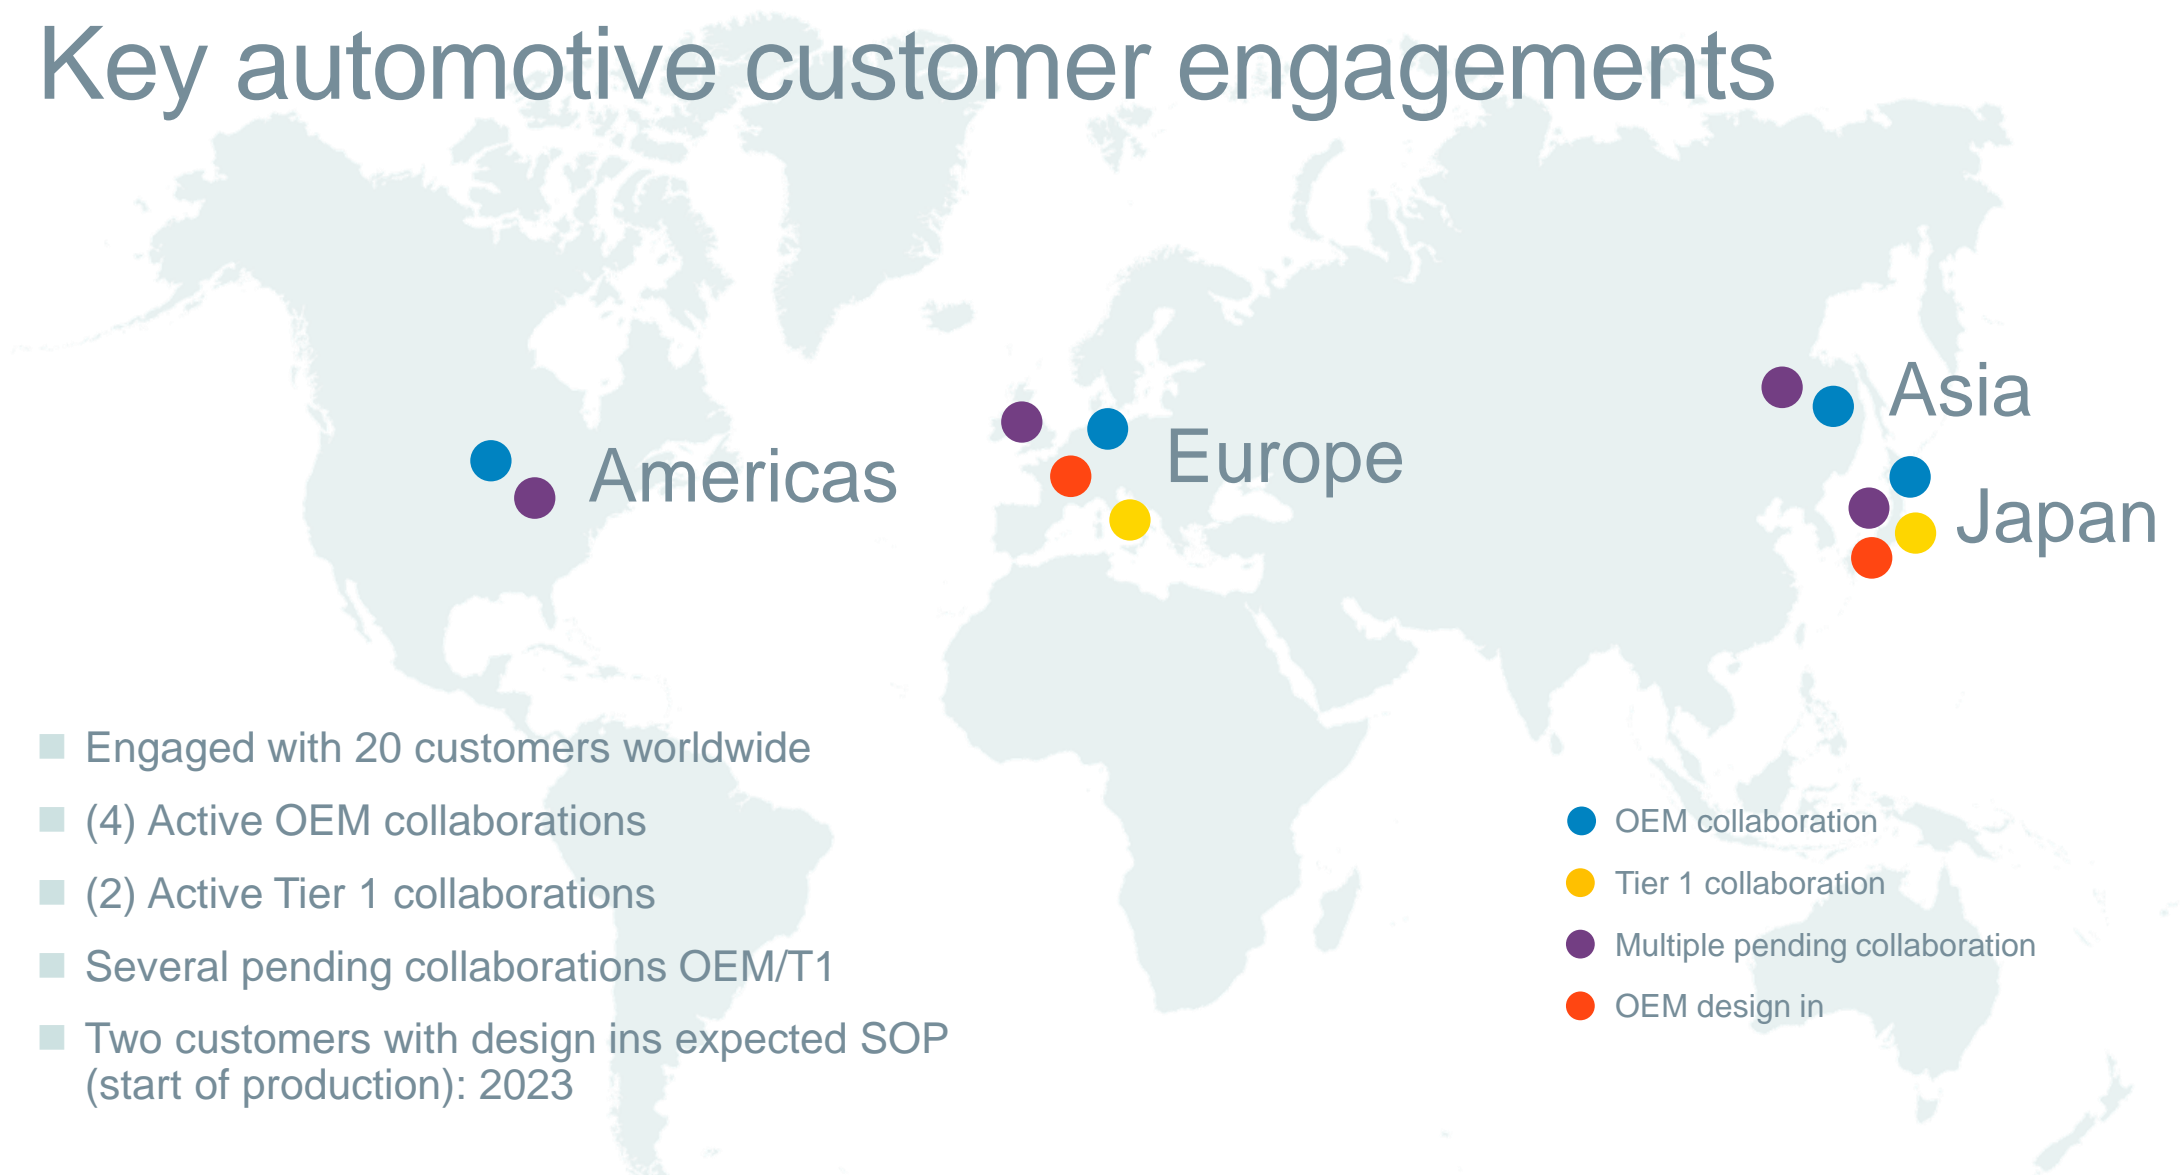 Key automotive customer engagements
Asia
Americas
Europe
Japan
Engaged with 20 customers worldwide
(4) Active OEM collaborations
(2) Active Tier 1 collaborations
Several pending collaborations OEM/T1
Two customers with design ins expected SOP
(start of production): 2023
OEM collaboration
Tier 1 collaboration
Multiple pending collaboration
OEM design in